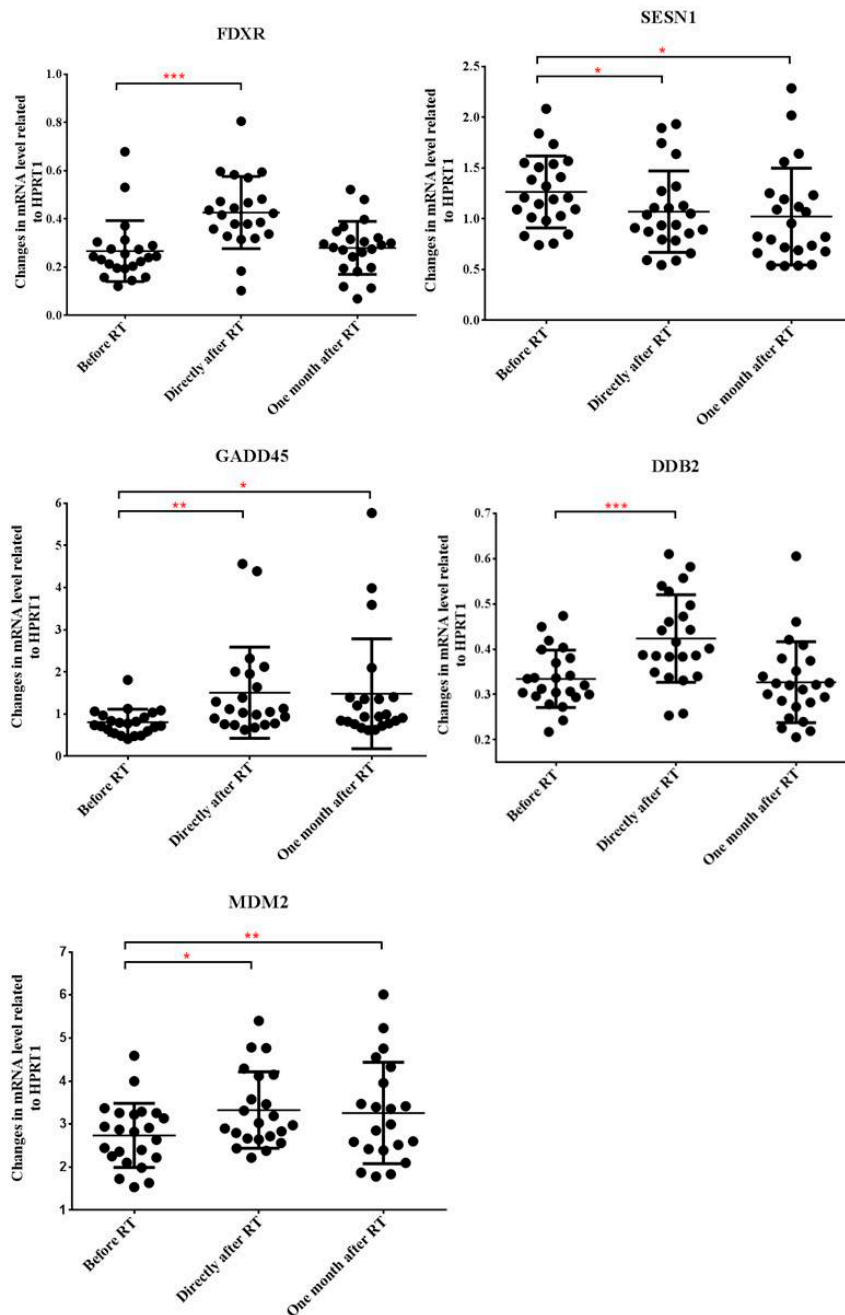 FDXR
Changes in mRNA level related
to HPRT1
1.0
0.8
0.6
0.4
0.2
0.0
***
Before RT
Directly after RT
One month after RT
SESN1
Changes in mRNA level related
to HPRT1
2.5
2.0
1.5
1.0
0.5
0.0
*
*
Before RT
Directly after RT
One month after RT
GADD45
Changes in mRNA level related
to HPRT1
6
5
4
3
2
1
0
*
**
Before RT
Directly after RT
One month after RT
DDB2
Changes in mRNA level related
to HPRT1
0.7
0.6
0.5
0.4
0.3
0.2
***
Before RT
Directly after RT
One month after RT
MDM2
Changes in mRNA level related
to HPRT1
7
6
5
4
3
2
1
**
*
Before RT
Directly after RT
One month after RT